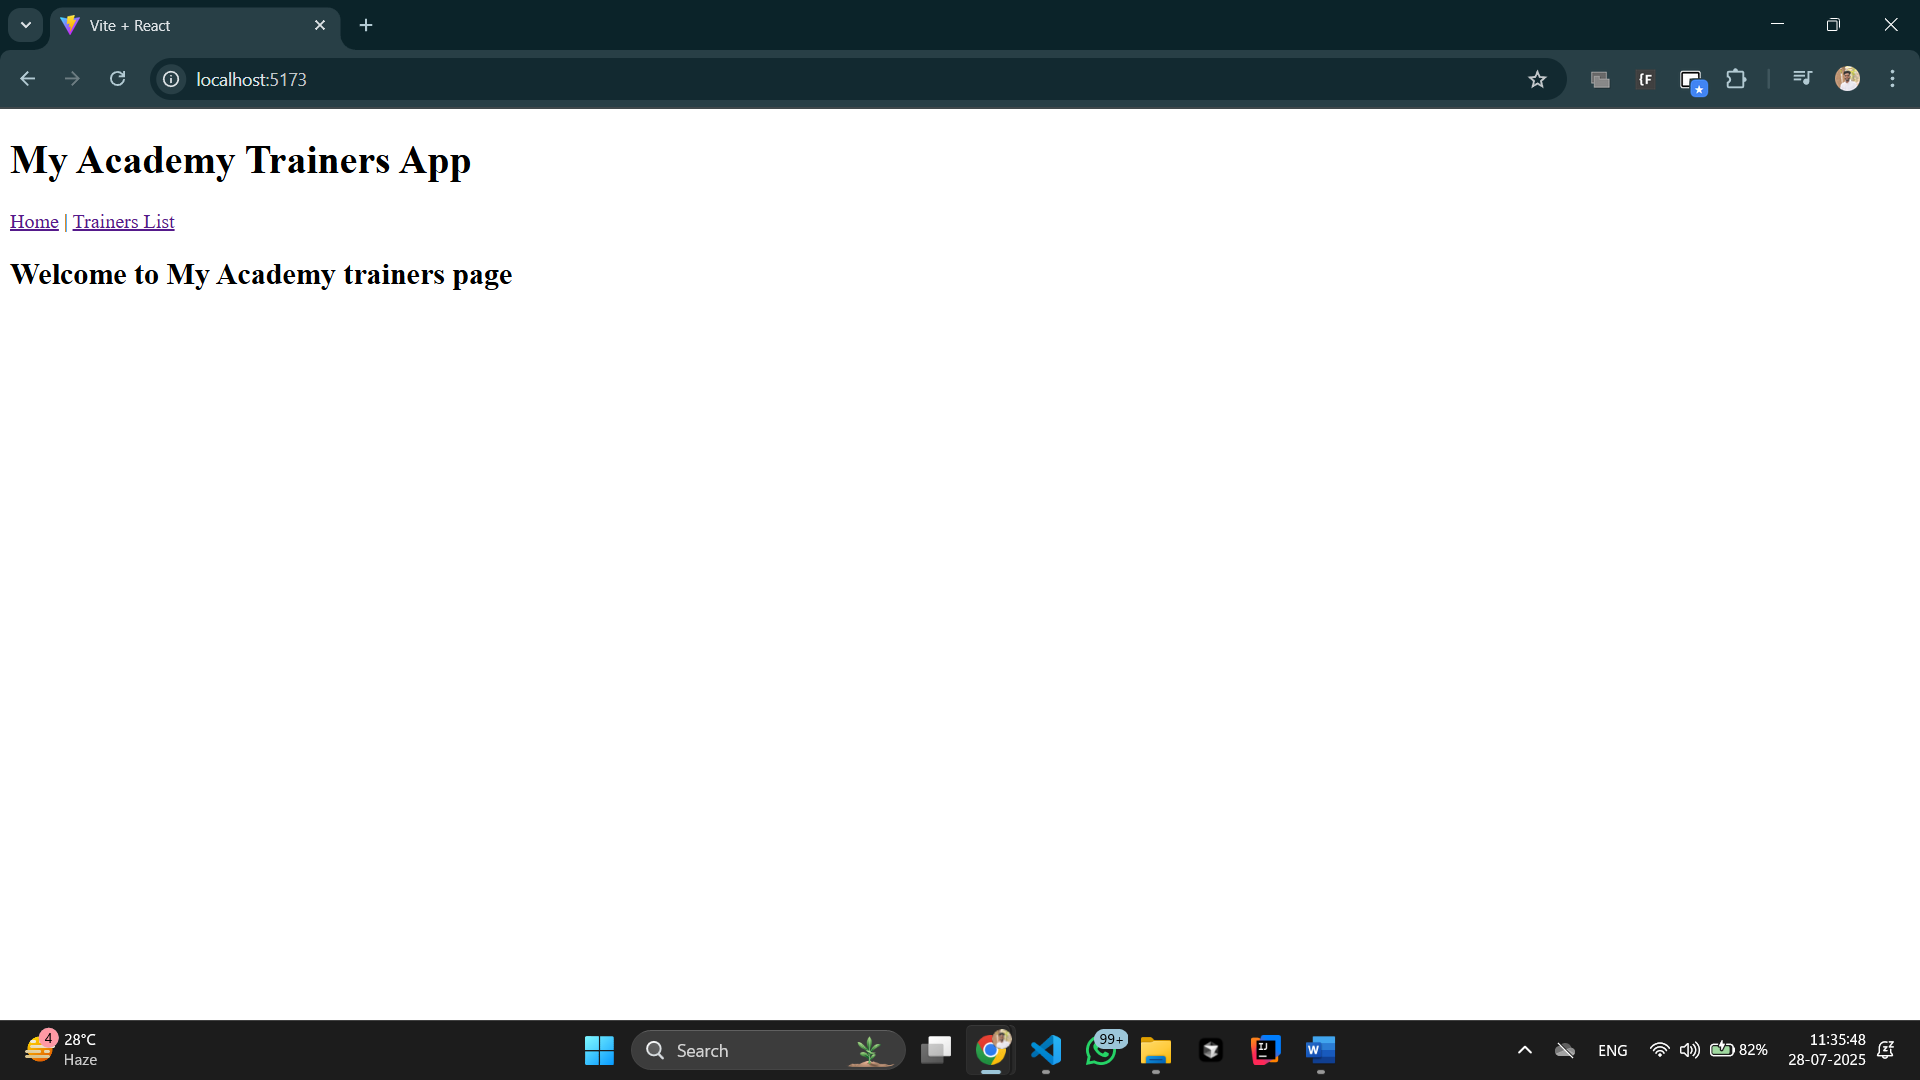 Vite + React
localhost:5173
{F
My Academy Trainers App
Home | Trainers List
Welcome to My Academy trainers page
4
28°C
Haze
Search
99+
IJ
W
ENG
82%
11:35:48
28-07-2025